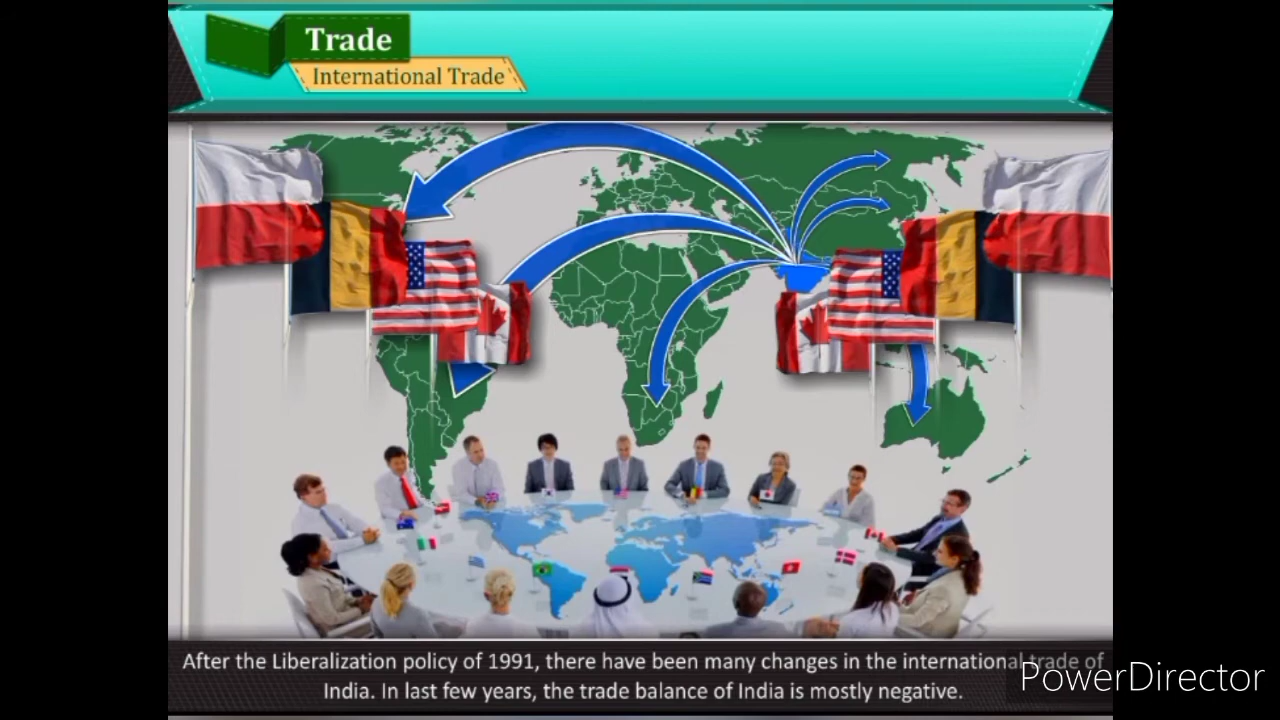 Trade
International Trade
After the Liberalization policy of 1991, there have been many changes in the international trade of
India. In last few years, the trade balance of India is mostly negative.
PowerDirector